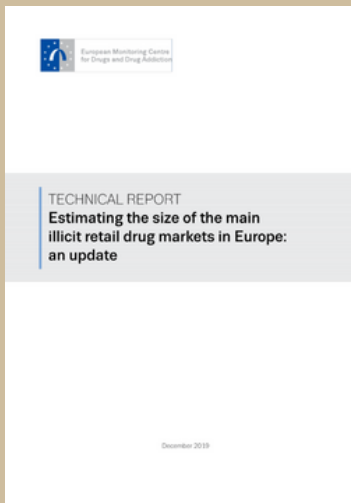 European Monitoring Centre
for Drugs and Drug Addiction
TECHNICAL REPORT
Estimating the size of the main
illicit retail drug markets in Europe:
an update
December 2019